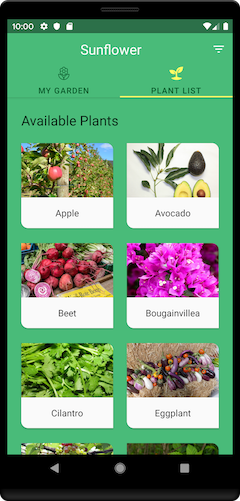 10:00
Sunflower
MY GARDEN
PLANT LIST
Available Plants
Apple
Avocado
Beet
Bougainvillea
Cilantro
Eggplant